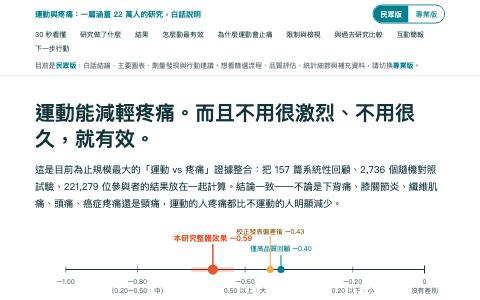 運動與疼痛：一篇涵蓋 22 萬人的研究，白話說明
民眾版 專業版
30 秒看懂 研究做了什麼 結果 怎麼動最有效 為什麼運動會止痛 限制與檢視 與過去研究比較 互動簡報
下一步行動
目前是民眾版：白話結論、主要圖表、劑量發現與行動建議。想看篩選流程、品質評估、統計細節與補充資料，請切換專業版。
運動能減輕疼痛。而且不用很激烈、不用很
久，就有效。
這是目前為止規模最大的「運動 vs 疼痛」證據整合：把 157 篇系統性回顧、2,736 個隨機對照
試驗、221,279 位參與者的結果放在一起計算。結論一致——不論是下背痛、膝關節炎、纖維肌
痛、頭痛、癌症疼痛還是頸痛，運動的人疼痛都比不運動的人明顯減少。
校正發表偏差後 −0.43
本研究整體效果 −0.59
僅高品質回顧 −0.40
−1.00 −0.80 −0.50 −0.20 0
(0.20–0.50：中) 0.50 以上：大 0.20 以下：小 沒有差別